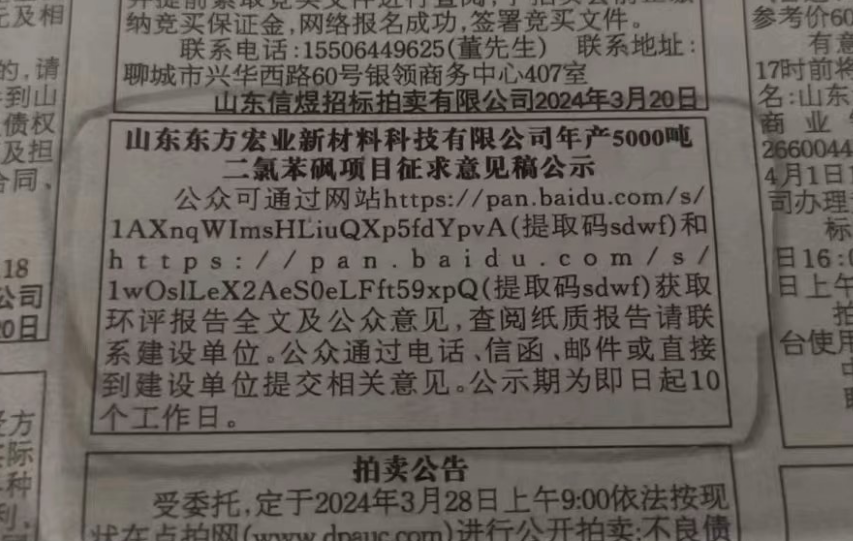 纳竞买保证金,网络报名成功,签署竞买文件。
联系电话:15506449625(董先生) 联系地址:
聊城市兴华西路60号银领商务中心407室
山东信煜招标拍卖有限公司2024年3月20日
山东东方宏业新材料科技有限公司年产5000吨
二氯苯砜项目征求意见稿公示
公众可通过网站https://pan.baidu.com/s/
1AXnqWImsHLiuQXp5fdYpvA(提取码sdwf)和
https://pan.baidu.com/s/
1wOslLeX2AeS0eLFft59xpQ(提取码sdwf)获取
环评报告全文及公众意见,查阅纸质报告请联
系建设单位。公众通过电话、信函、邮件或直接
到建设单位提交相关意见。公示期为即日起10
个工作日。
拍卖公告
受委托,定于2024年3月28日上午9:00依法按现
状在点拍网(www.dpauc.com)进行公开拍卖:不良债
元及相
的,请
件到山
债权
及担
合同、
18
公司
20日
受方
实际
种
利、
参考价60
有意
17时前将
名:山东
商业
2660044
4月1日1
司办理
标
日16:0
日上午
拍
台使用